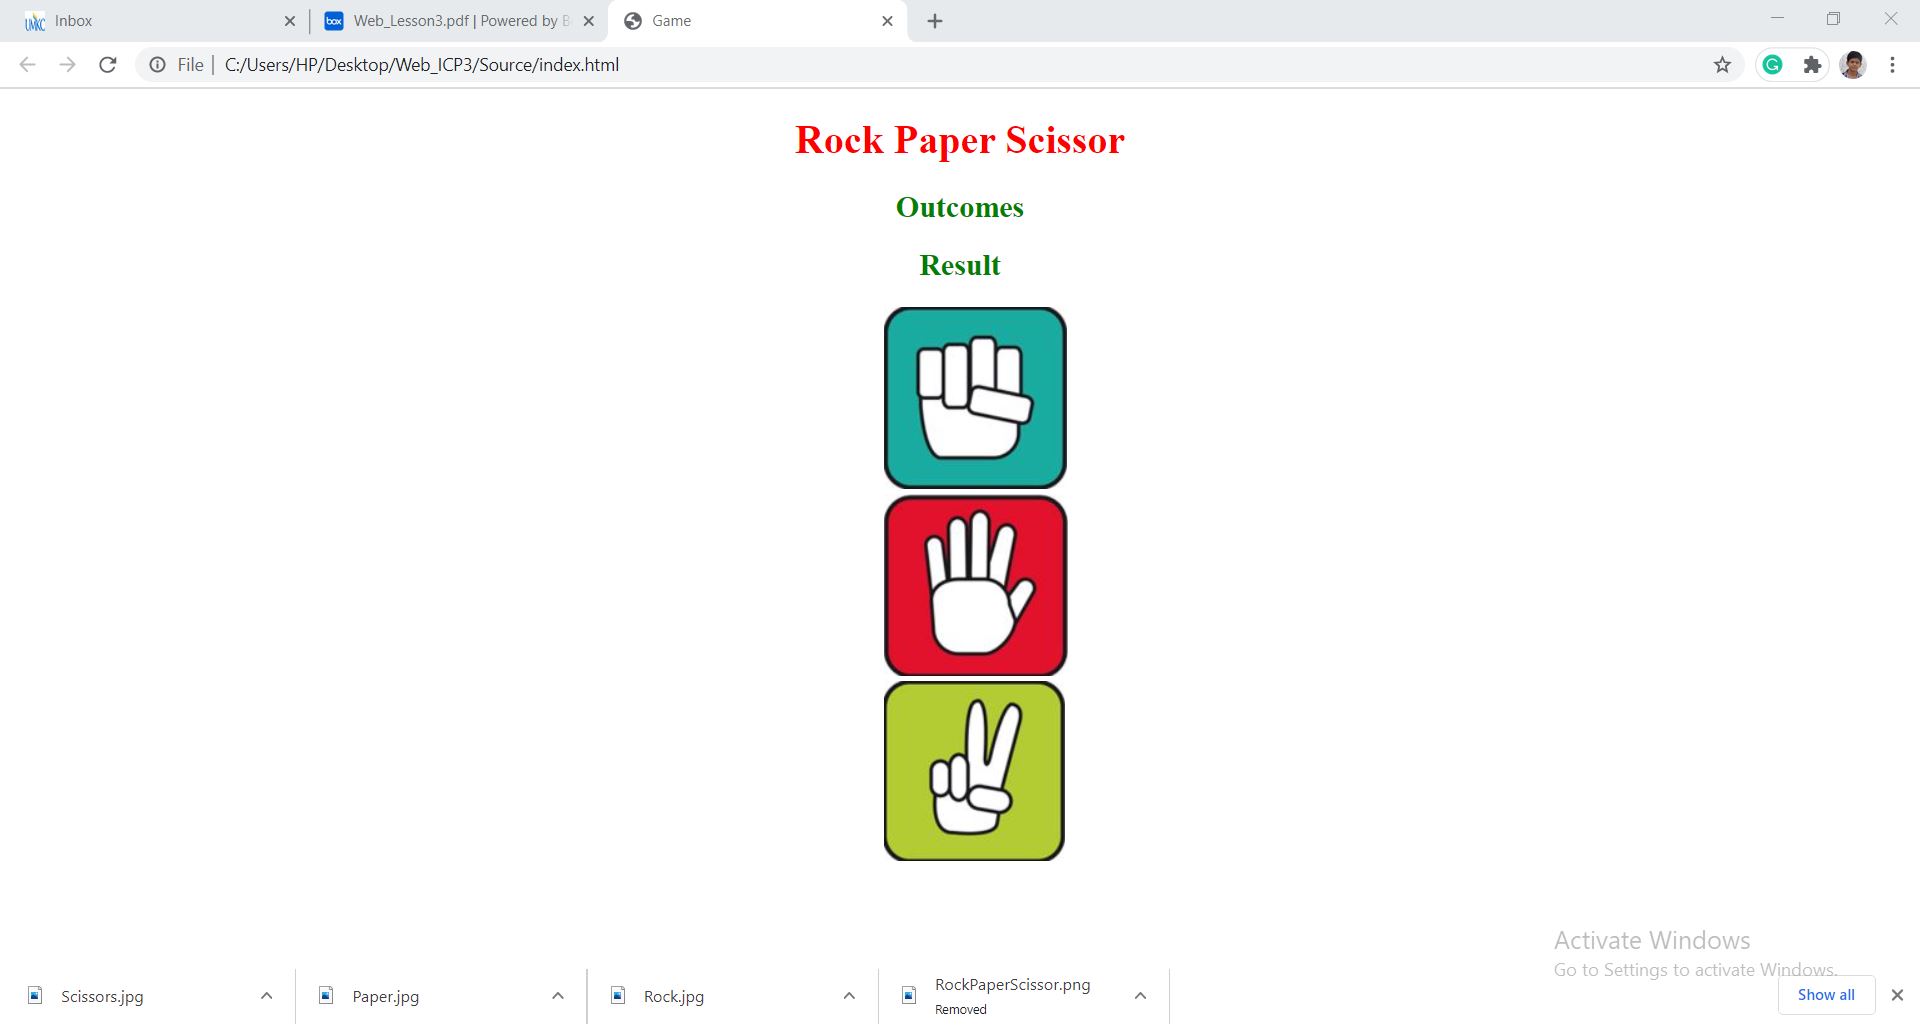 UMKC Inbox
box Web_Lesson3.pdf | Powered by B
Game
File | C:/Users/HP/Desktop/Web_ICP3/Source/index.html
Rock Paper Scissor
Outcomes
Result
Activate Windows
Go to Settings to activate Windows.
Scissors.jpg
Paper.jpg
Rock.jpg
RockPaperScissor.png
Removed
Show all